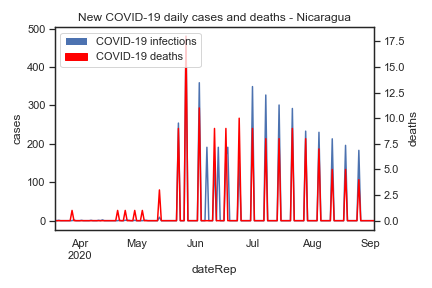 New COVID-19 daily cases and deaths - Nicaragua
COVID-19 infections
COVID-19 deaths
500
400
300
200
100
0
cases
17.5
15.0
12.5
10.0
7.5
5.0
2.5
0.0
deaths
Apr
2020
May
Jun
Jul
Aug
Sep
dateRep